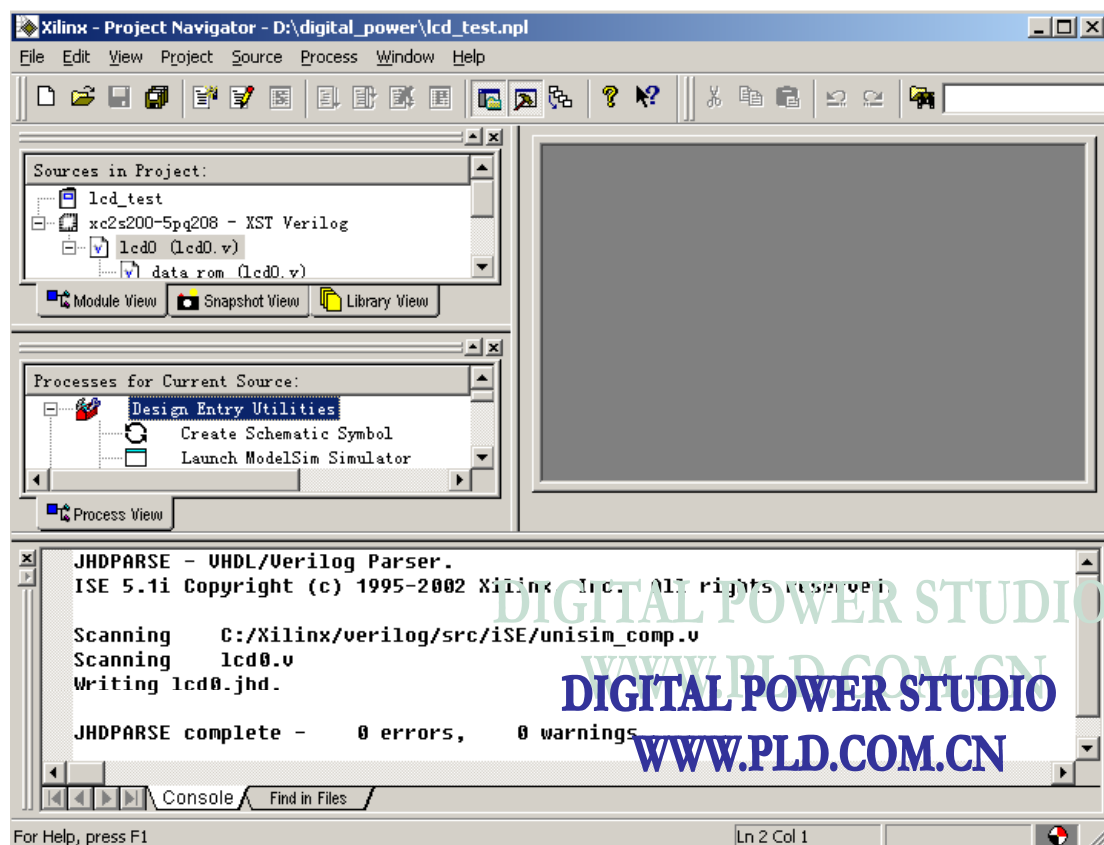 Xilinx - Project Navigator - D:\digital_power\lcd_test.npl
File Edit View Project Source Process Window Help
Sources in Project:
lcd_test
xc2s200-5pq208 - XST Verilog
lcd0 (lcd0.v)
data_rom (lcd0.v)
Module View Snapshot View Library View
Processes for Current Source:
Design Entry Utilities
Create Schematic Symbol
Launch ModelSim Simulator
Process View
JHDPARSE - VHDL/Verilog Parser.
ISE 5.1i Copyright (c) 1995-2002 Xilinx, Inc. All rights reserved.
DIGITAL POWER STUDIO
Scanning C:/Xilinx/verilog/src/iSE/unisim_comp.v
Scanning lcd0.v
WWW.PLD.COM.CN
Writing lcd0.jhd.
DIGITAL POWER STUDIO
JHDPARSE complete - 0 errors, 0 warnings
WWW.PLD.COM.CN
Console Find in Files
For Help, press F1 Ln 2 Col 1